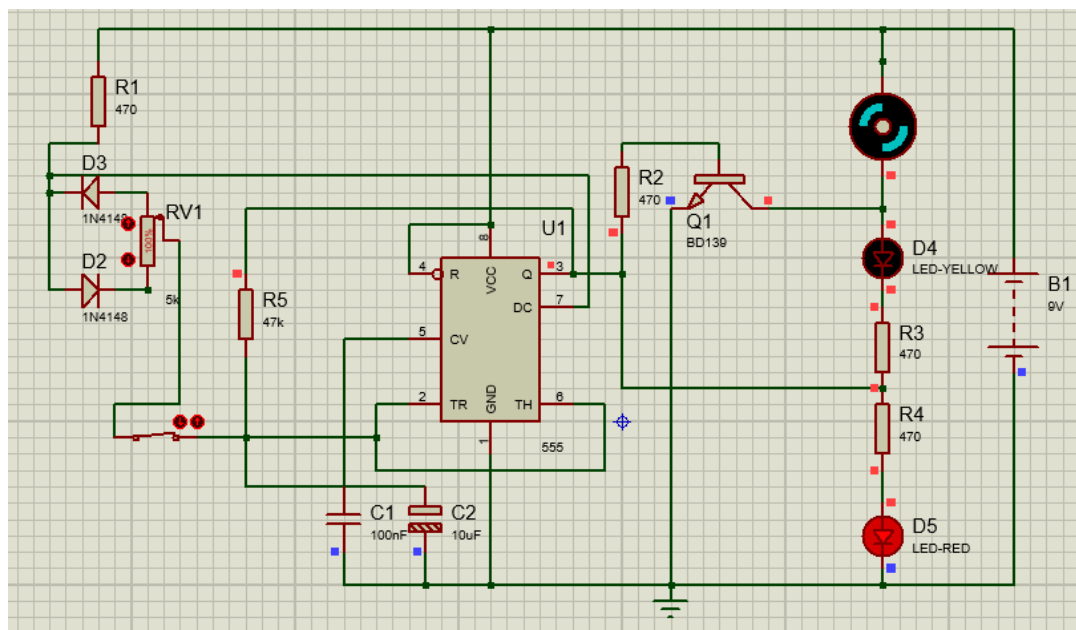 R1
470
D3
1N4148
RV1
100%
5k
D2
1N4148
R5
47k
R2
470
Q1
BD139
U1
8
4
R
VCC
Q
3
DC
7
5
CV
2
TR
GND
TH
6
1
555
C1
100nF
C2
10uF
D4
LED-YELLOW
R3
470
R4
470
D5
LED-RED
B1
9V